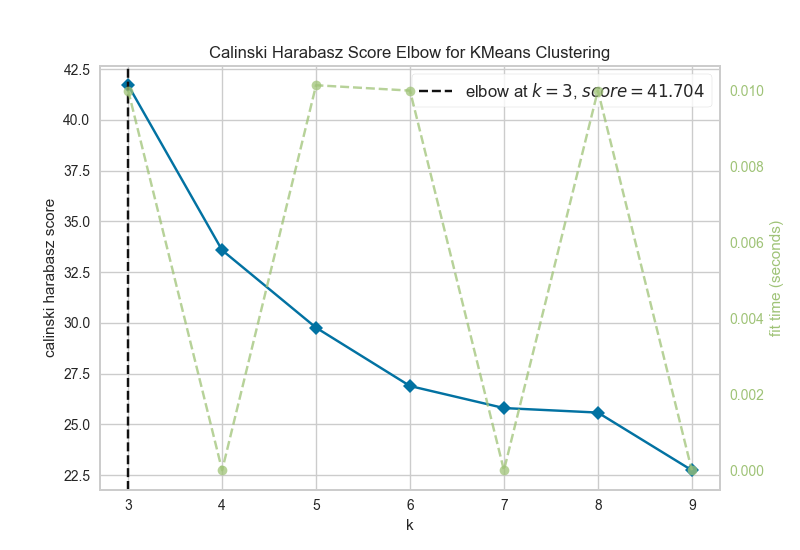 Calinski Harabasz Score Elbow for KMeans Clustering
elbow at k = 3, score = 41.704
calinski harabasz score
42.5
40.0
37.5
35.0
32.5
30.0
27.5
25.0
22.5
0.010
0.008
0.006
0.004
0.002
0.000
fit time (seconds)
3 4 5 6 7 8 9
k